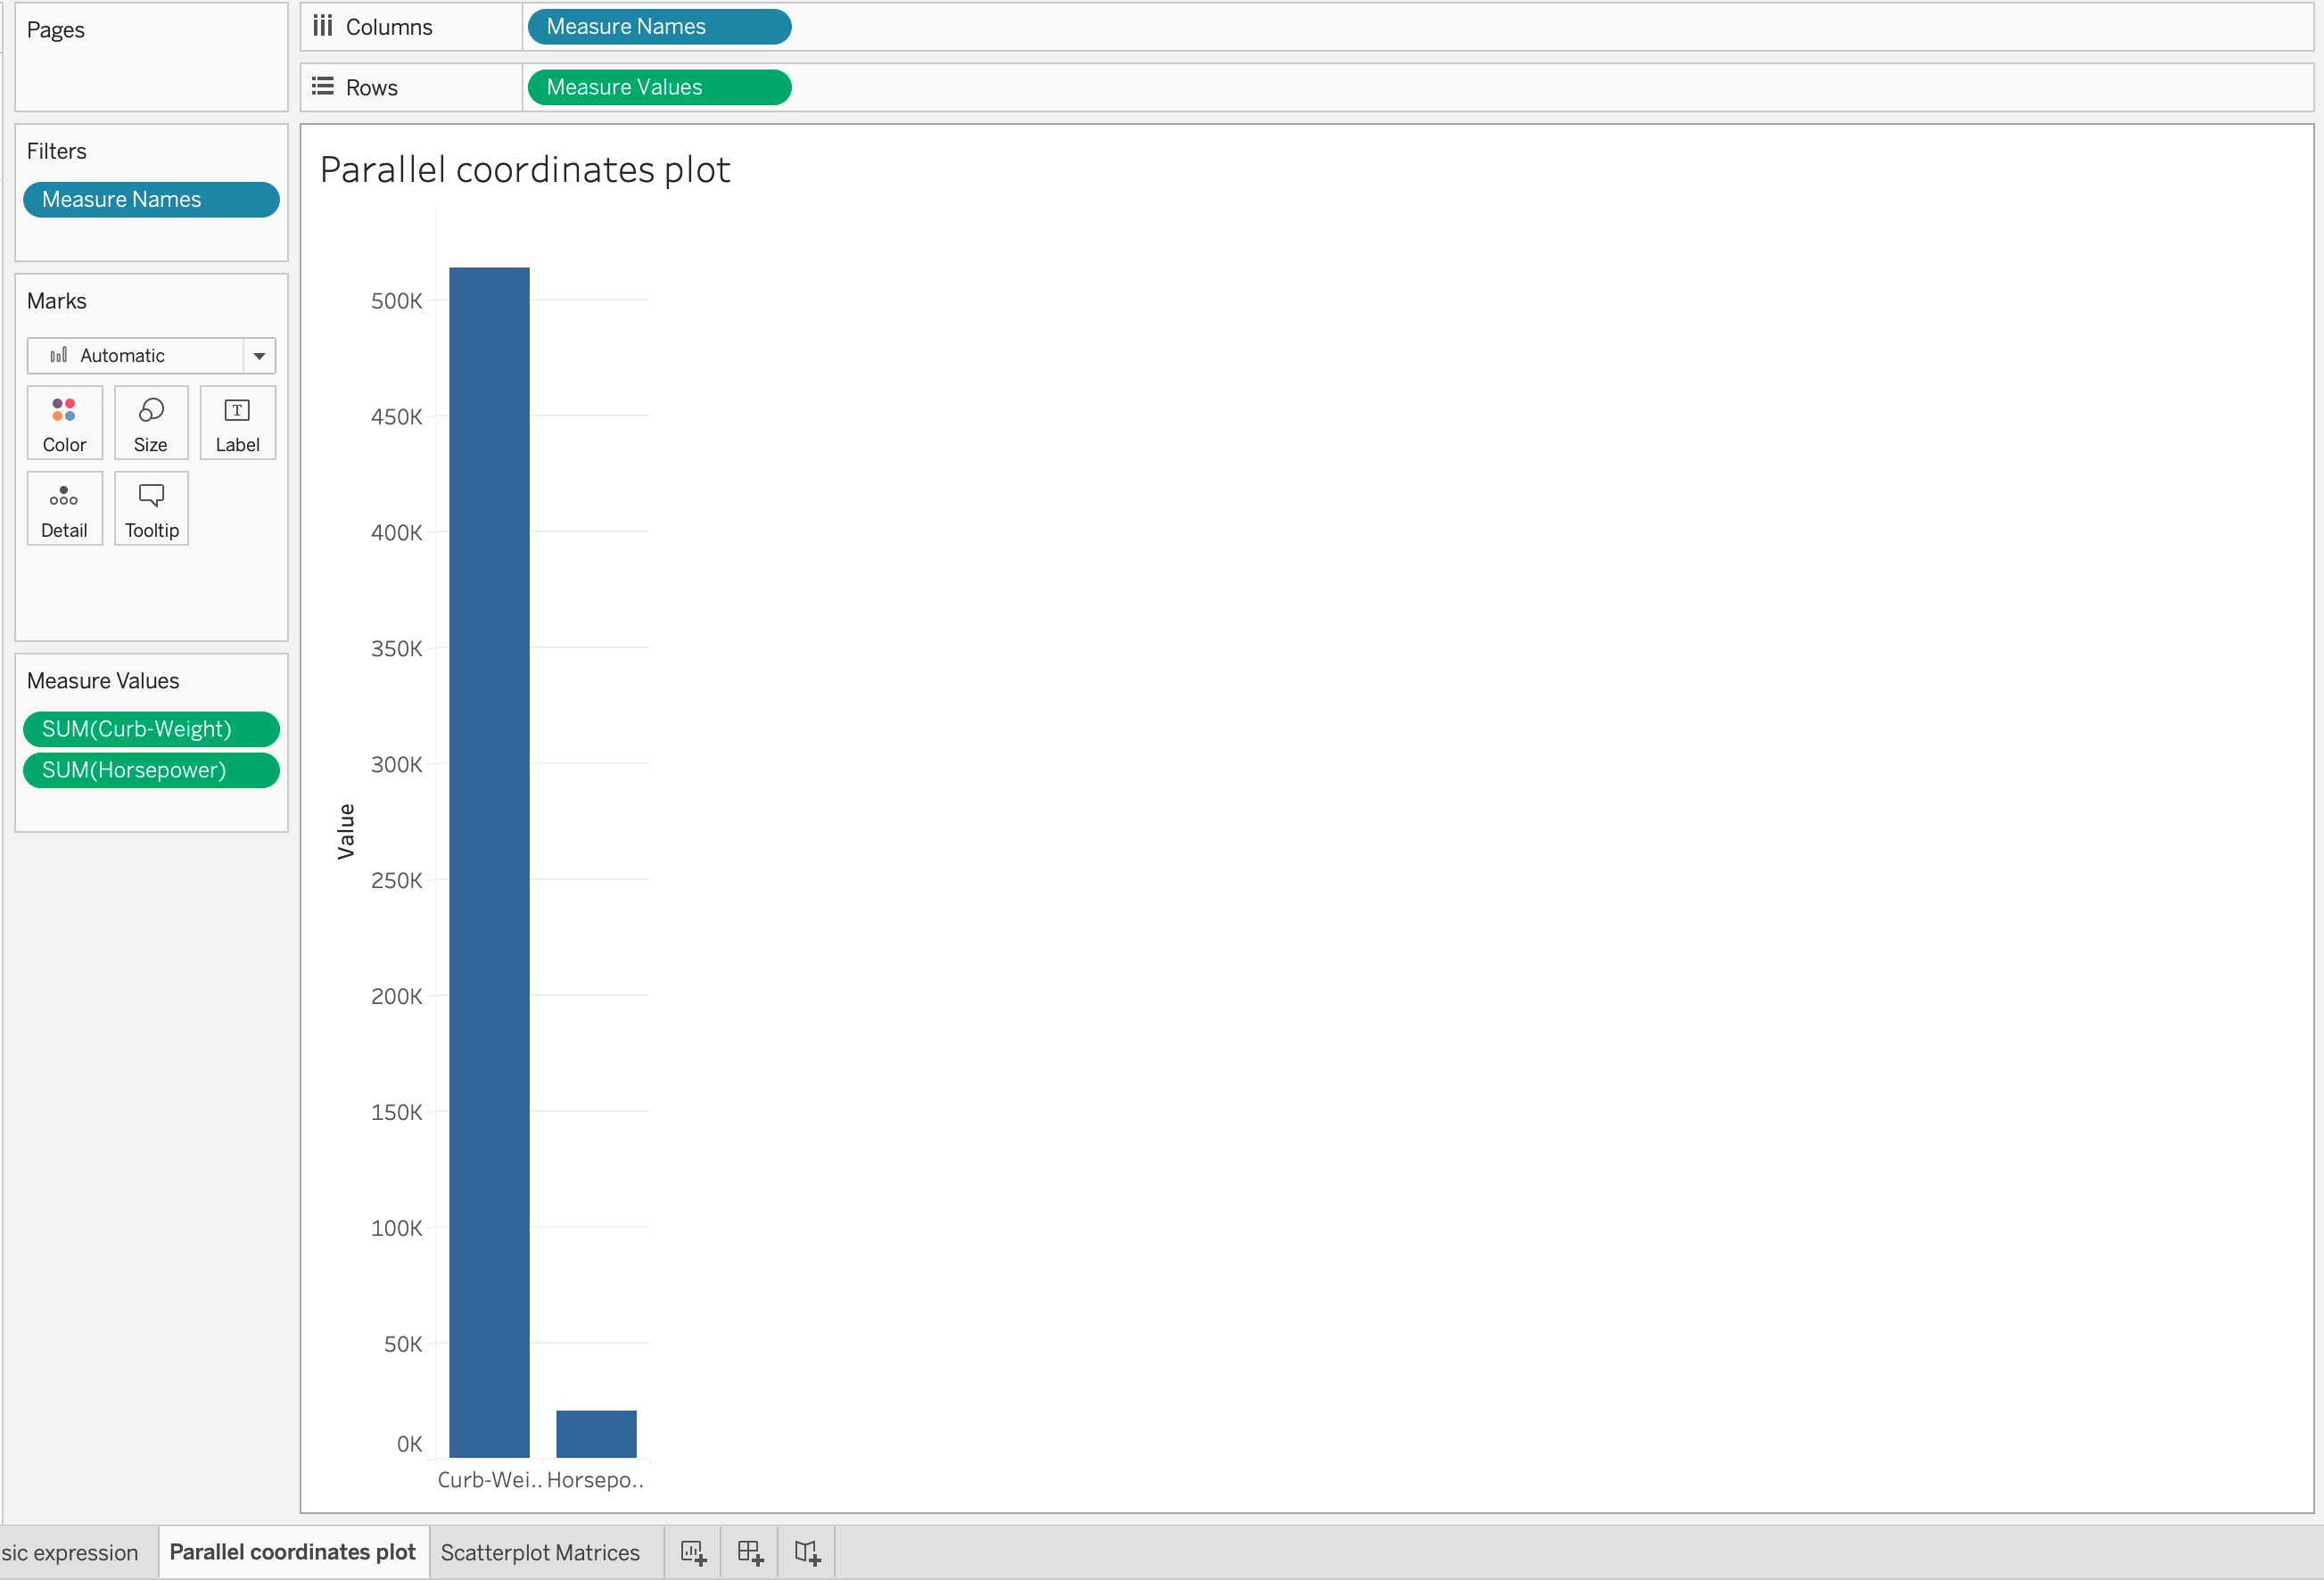 Pages
Columns
Measure Names
Rows
Measure Values
Filters
Measure Names
Marks
Automatic
Color
Size
T
Label
Detail
Tooltip
Measure Values
SUM(Curb-Weight)
SUM(Horsepower)
Parallel coordinates plot
Value
500K
450K
400K
350K
300K
250K
200K
150K
100K
50K
0K
Curb-Wei..
Horsepo..
sic expression
Parallel coordinates plot
Scatterplot Matrices